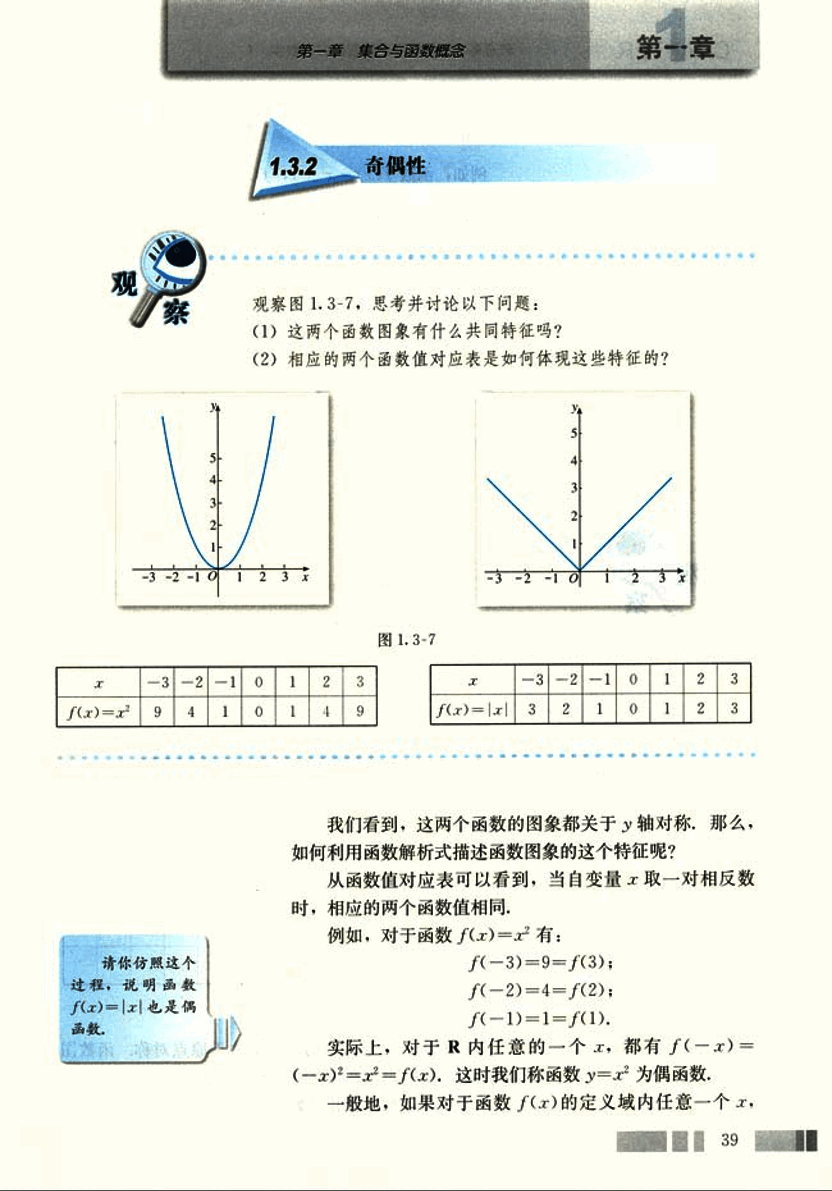 第一章 集合与函数概念
第一章
1
1.3.2 奇偶性
观察
观察图 1.3-7，思考并讨论以下问题：
(1) 这两个函数图象有什么共同特征吗？
(2) 相应的两个函数值对应表是如何体现这些特征的？
y
5
4
3
2
1
-3 -2 -1 O 1 2 3 x
y
5
4
3
2
1
-3 -2 -1 O 1 2 3 x
图 1.3-7
x -3 -2 -1 0 1 2 3
f(x)=x² 9 4 1 0 1 4 9
x -3 -2 -1 0 1 2 3
f(x)=|x| 3 2 1 0 1 2 3
我们看到，这两个函数的图象都关于 y 轴对称．那么，
如何利用函数解析式描述函数图象的这个特征呢？
从函数值对应表可以看到，当自变量 x 取一对相反数
时，相应的两个函数值相同．
例如，对于函数 f(x)=x² 有：
f(-3)=9=f(3)；
f(-2)=4=f(2)；
f(-1)=1=f(1)．
实际上，对于 R 内任意的一个 x，都有 f(-x)=
(-x)²=x²=f(x)．这时我们称函数 y=x² 为偶函数．
一般地，如果对于函数 f(x)的定义域内任意一个 x，
请你仿照这个
过程，说明函数
f(x)=|x|也是偶
函数．
39